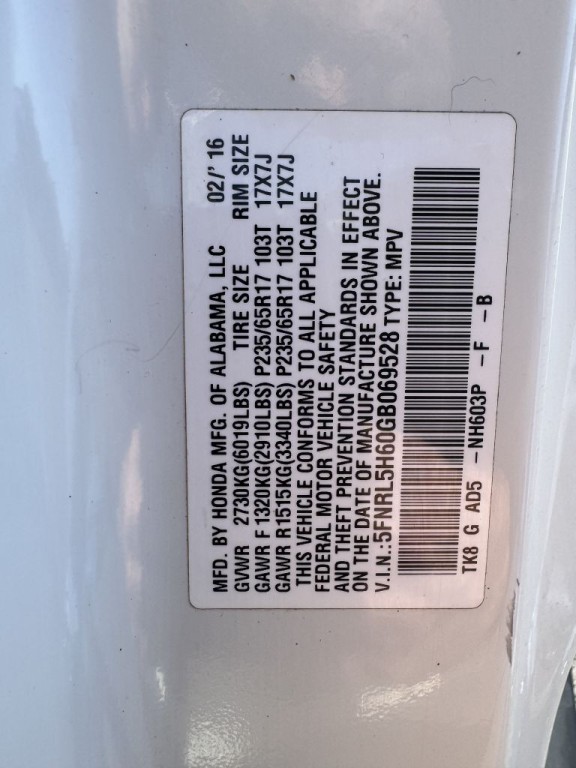 MFD. BY HONDA MFG. OF ALABAMA, LLC 02/'16
GVWR 2730KG(6019LBS) TIRE SIZE RIM SIZE
GAWR F 1320KG(2910LBS) P235/65R17 103T 17X7J
GAWR R1515KG(3340LBS) P235/65R17 103T 17X7J
THIS VEHICLE CONFORMS TO ALL APPLICABLE
FEDERAL MOTOR VEHICLE SAFETY
AND THEFT PREVENTION STANDARDS IN EFFECT
ON THE DATE OF MANUFACTURE SHOWN ABOVE.
V.I.N.:5FNRL5H60GB069528 TYPE: MPV
TK8 G AD5 -NH603P -F -B